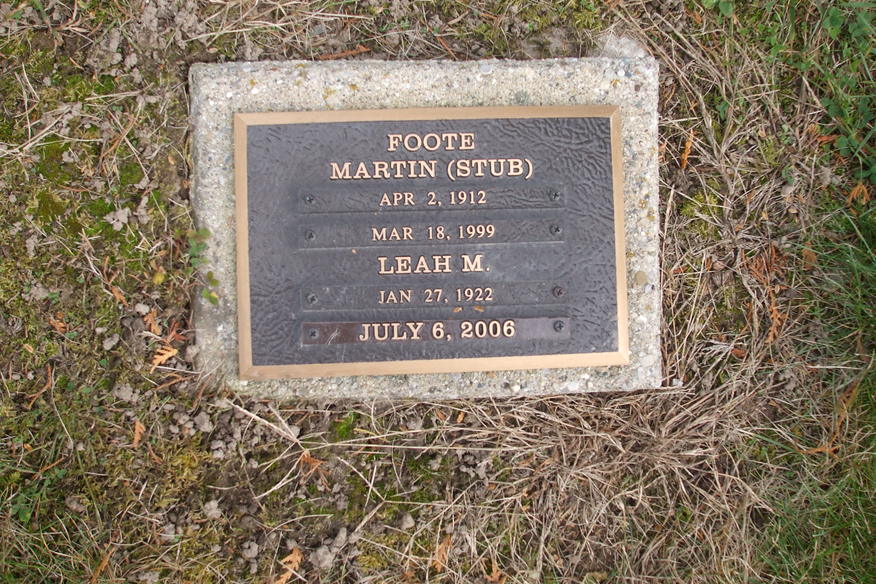 FOOTE
MARTIN (STUB)
APR 2, 1912
MAR 18, 1999
LEAH M.
JAN 27, 1922
JULY 6, 2006